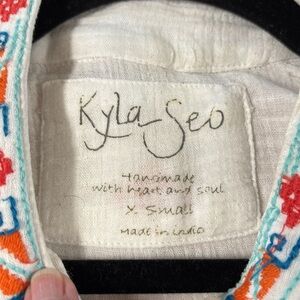 Kyla Seo
Handmade
with heart and soul
X Small
Made in India